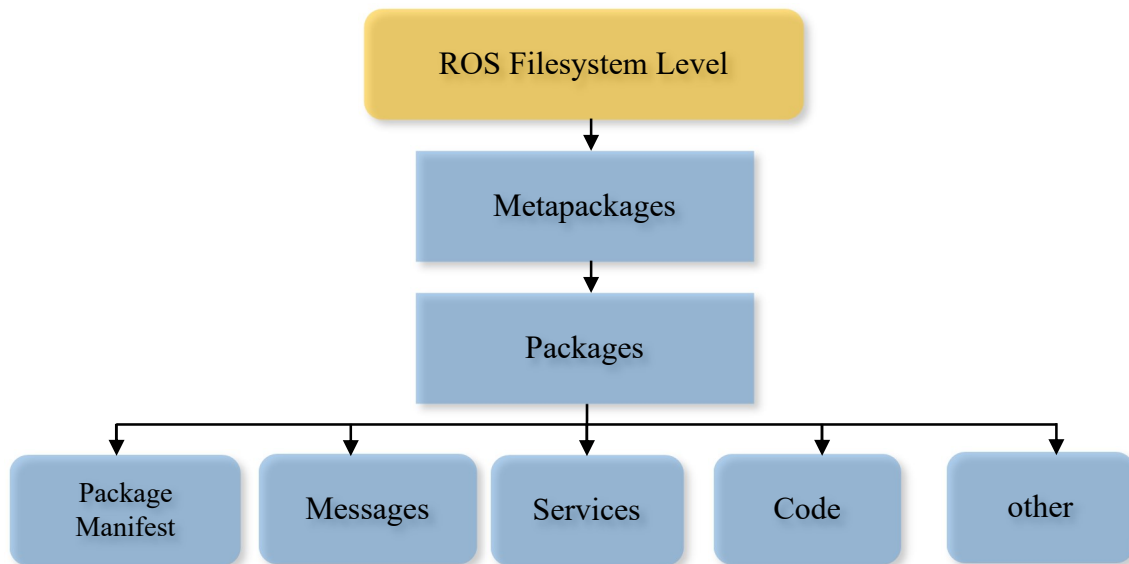 ROS Filesystem Level
Metapackages
Packages
Package
Manifest
Messages
Services
Code
other